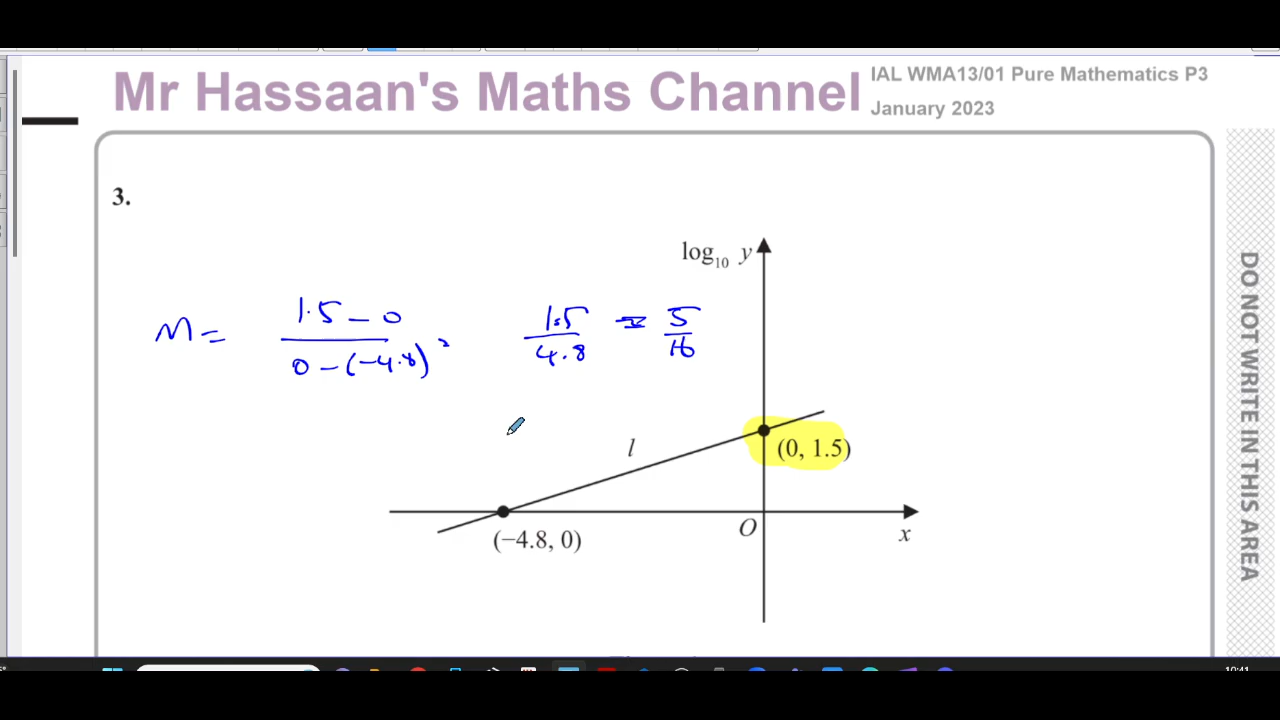 Mr Hassaan's Maths Channel
IAL WMA13/01 Pure Mathematics P3
January 2023
3.
log₁₀ y
M = 1.5 - 0 / 0 - (-4.8) 1.5 / 4.8 = 5 / 16
l
(0, 1.5)
(−4.8, 0)
O
x
DO NOT WRITE IN THIS AREA
10:41